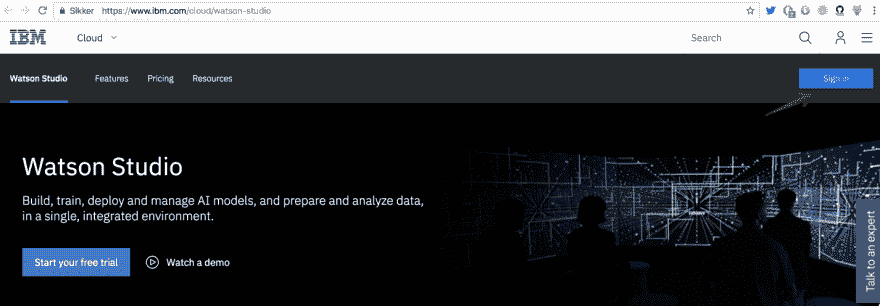 Sikker https://www.ibm.com/cloud/watson-studio
IBM Cloud Search
Watson Studio Features Pricing Resources Sign in
Watson Studio
Build, train, deploy and manage AI models, and prepare and analyze data,
in a single, integrated environment.
Start your free trial Watch a demo
Talk to an expert